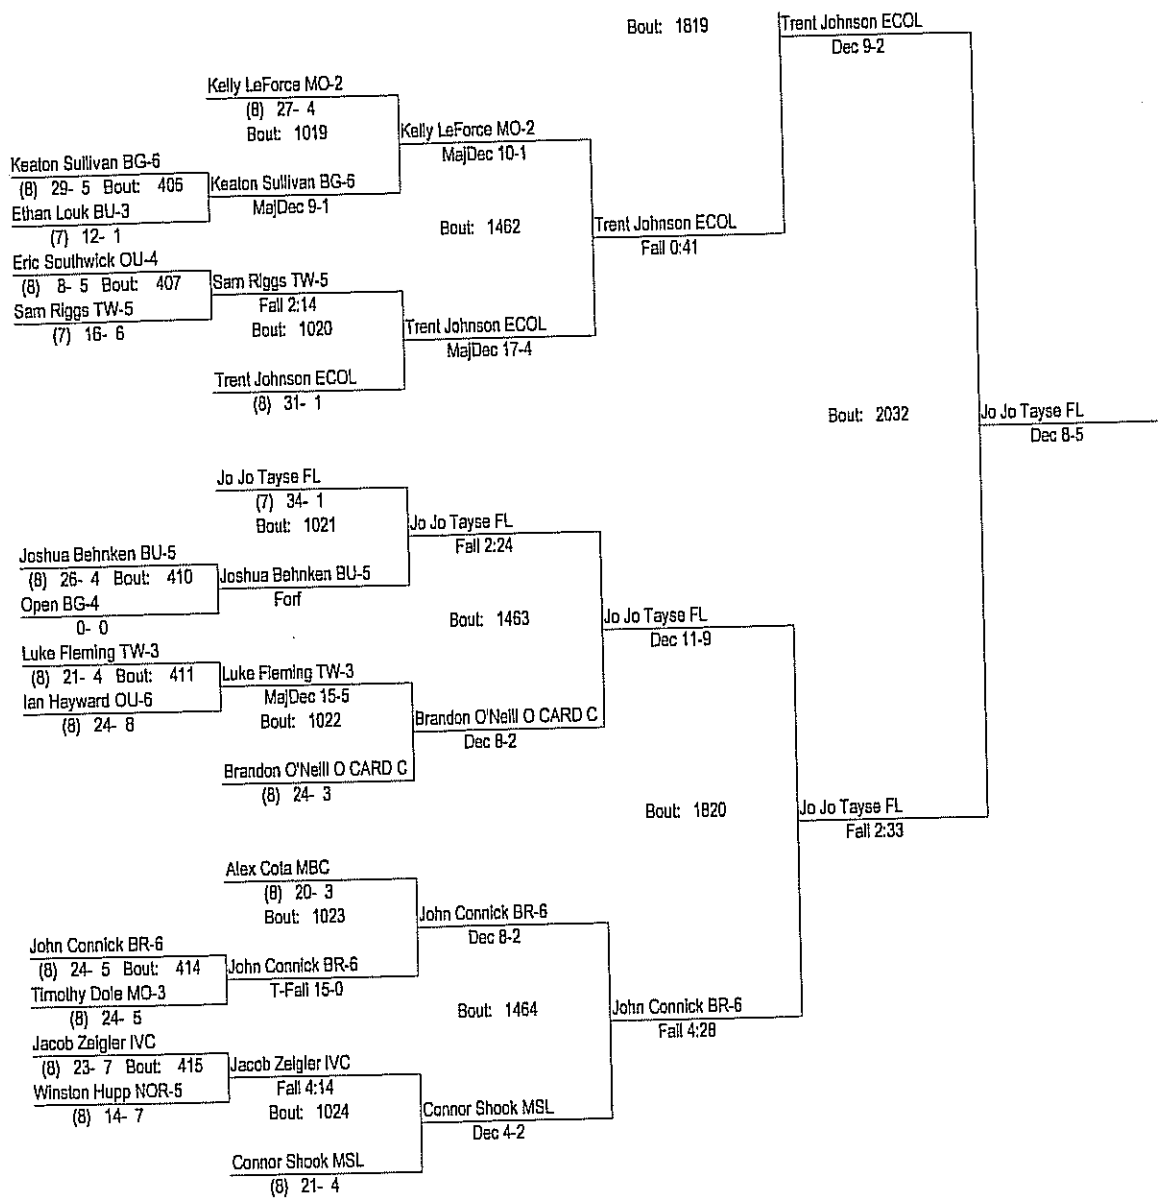 Bout: 1819
Trent Johnson ECOL
Dec 9-2
Kelly LeForce MO-2
(8) 27- 4
Bout: 1019
Kelly LeForce MO-2
MajDec 10-1
Keaton Sullivan BG-6
(8) 29- 5 Bout: 406
Keaton Sullivan BG-6
MajDec 9-1
Ethan Louk BU-3
(7) 12- 1
Bout: 1462
Trent Johnson ECOL
Fall 0:41
Eric Southwick OU-4
(8) 8- 5 Bout: 407
Sam Riggs TW-5
Fall 2:14
Sam Riggs TW-5
(7) 16- 6
Bout: 1020
Trent Johnson ECOL
MajDec 17-4
Trent Johnson ECOL
(8) 31- 1
Bout: 2032
Jo Jo Tayse FL
Dec 8-5
Jo Jo Tayse FL
(7) 34- 1
Bout: 1021
Jo Jo Tayse FL
Fall 2:24
Joshua Behnken BU-5
(8) 26- 4 Bout: 410
Joshua Behnken BU-5
Forf
Open BG-4
0- 0
Bout: 1463
Jo Jo Tayse FL
Dec 11-9
Luke Fleming TW-3
(8) 21- 4 Bout: 411
Luke Fleming TW-3
MajDec 15-5
Ian Hayward OU-6
(8) 24- 8
Bout: 1022
Brandon O'Neill O CARD C
Dec 8-2
Brandon O'Neill O CARD C
(8) 24- 3
Bout: 1820
Jo Jo Tayse FL
Fall 2:33
Alex Cota MBC
(8) 20- 3
Bout: 1023
John Connick BR-6
Dec 8-2
John Connick BR-6
(8) 24- 5 Bout: 414
John Connick BR-6
T-Fall 15-0
Timothy Dole MO-3
(8) 24- 5
Bout: 1464
John Connick BR-6
Fall 4:28
Jacob Zeigler IVC
(8) 23- 7 Bout: 415
Jacob Zeigler IVC
Fall 4:14
Winston Hupp NOR-5
(8) 14- 7
Bout: 1024
Connor Shook MSL
Dec 4-2
Connor Shook MSL
(8) 21- 4